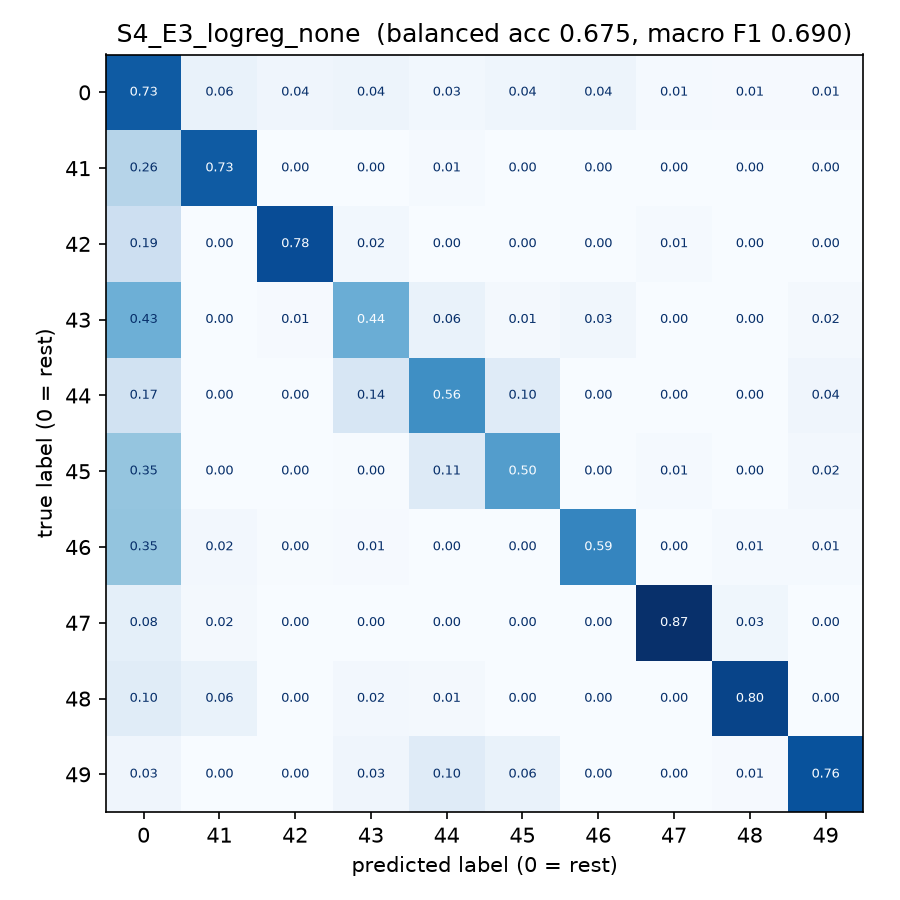 S4_E3_logreg_none  (balanced acc 0.675, macro F1 0.690)
true label (0 = rest)
0 0.73 0.06 0.04 0.04 0.03 0.04 0.04 0.01 0.01 0.01
41 0.26 0.73 0.00 0.00 0.01 0.00 0.00 0.00 0.00 0.00
42 0.19 0.00 0.78 0.02 0.00 0.00 0.00 0.01 0.00 0.00
43 0.43 0.00 0.01 0.44 0.06 0.01 0.03 0.00 0.00 0.02
44 0.17 0.00 0.00 0.14 0.56 0.10 0.00 0.00 0.00 0.04
45 0.35 0.00 0.00 0.00 0.11 0.50 0.00 0.01 0.00 0.02
46 0.35 0.02 0.00 0.01 0.00 0.00 0.59 0.00 0.01 0.01
47 0.08 0.02 0.00 0.00 0.00 0.00 0.00 0.87 0.03 0.00
48 0.10 0.06 0.00 0.02 0.01 0.00 0.00 0.00 0.80 0.00
49 0.03 0.00 0.00 0.03 0.10 0.06 0.00 0.00 0.01 0.76
0 41 42 43 44 45 46 47 48 49
predicted label (0 = rest)